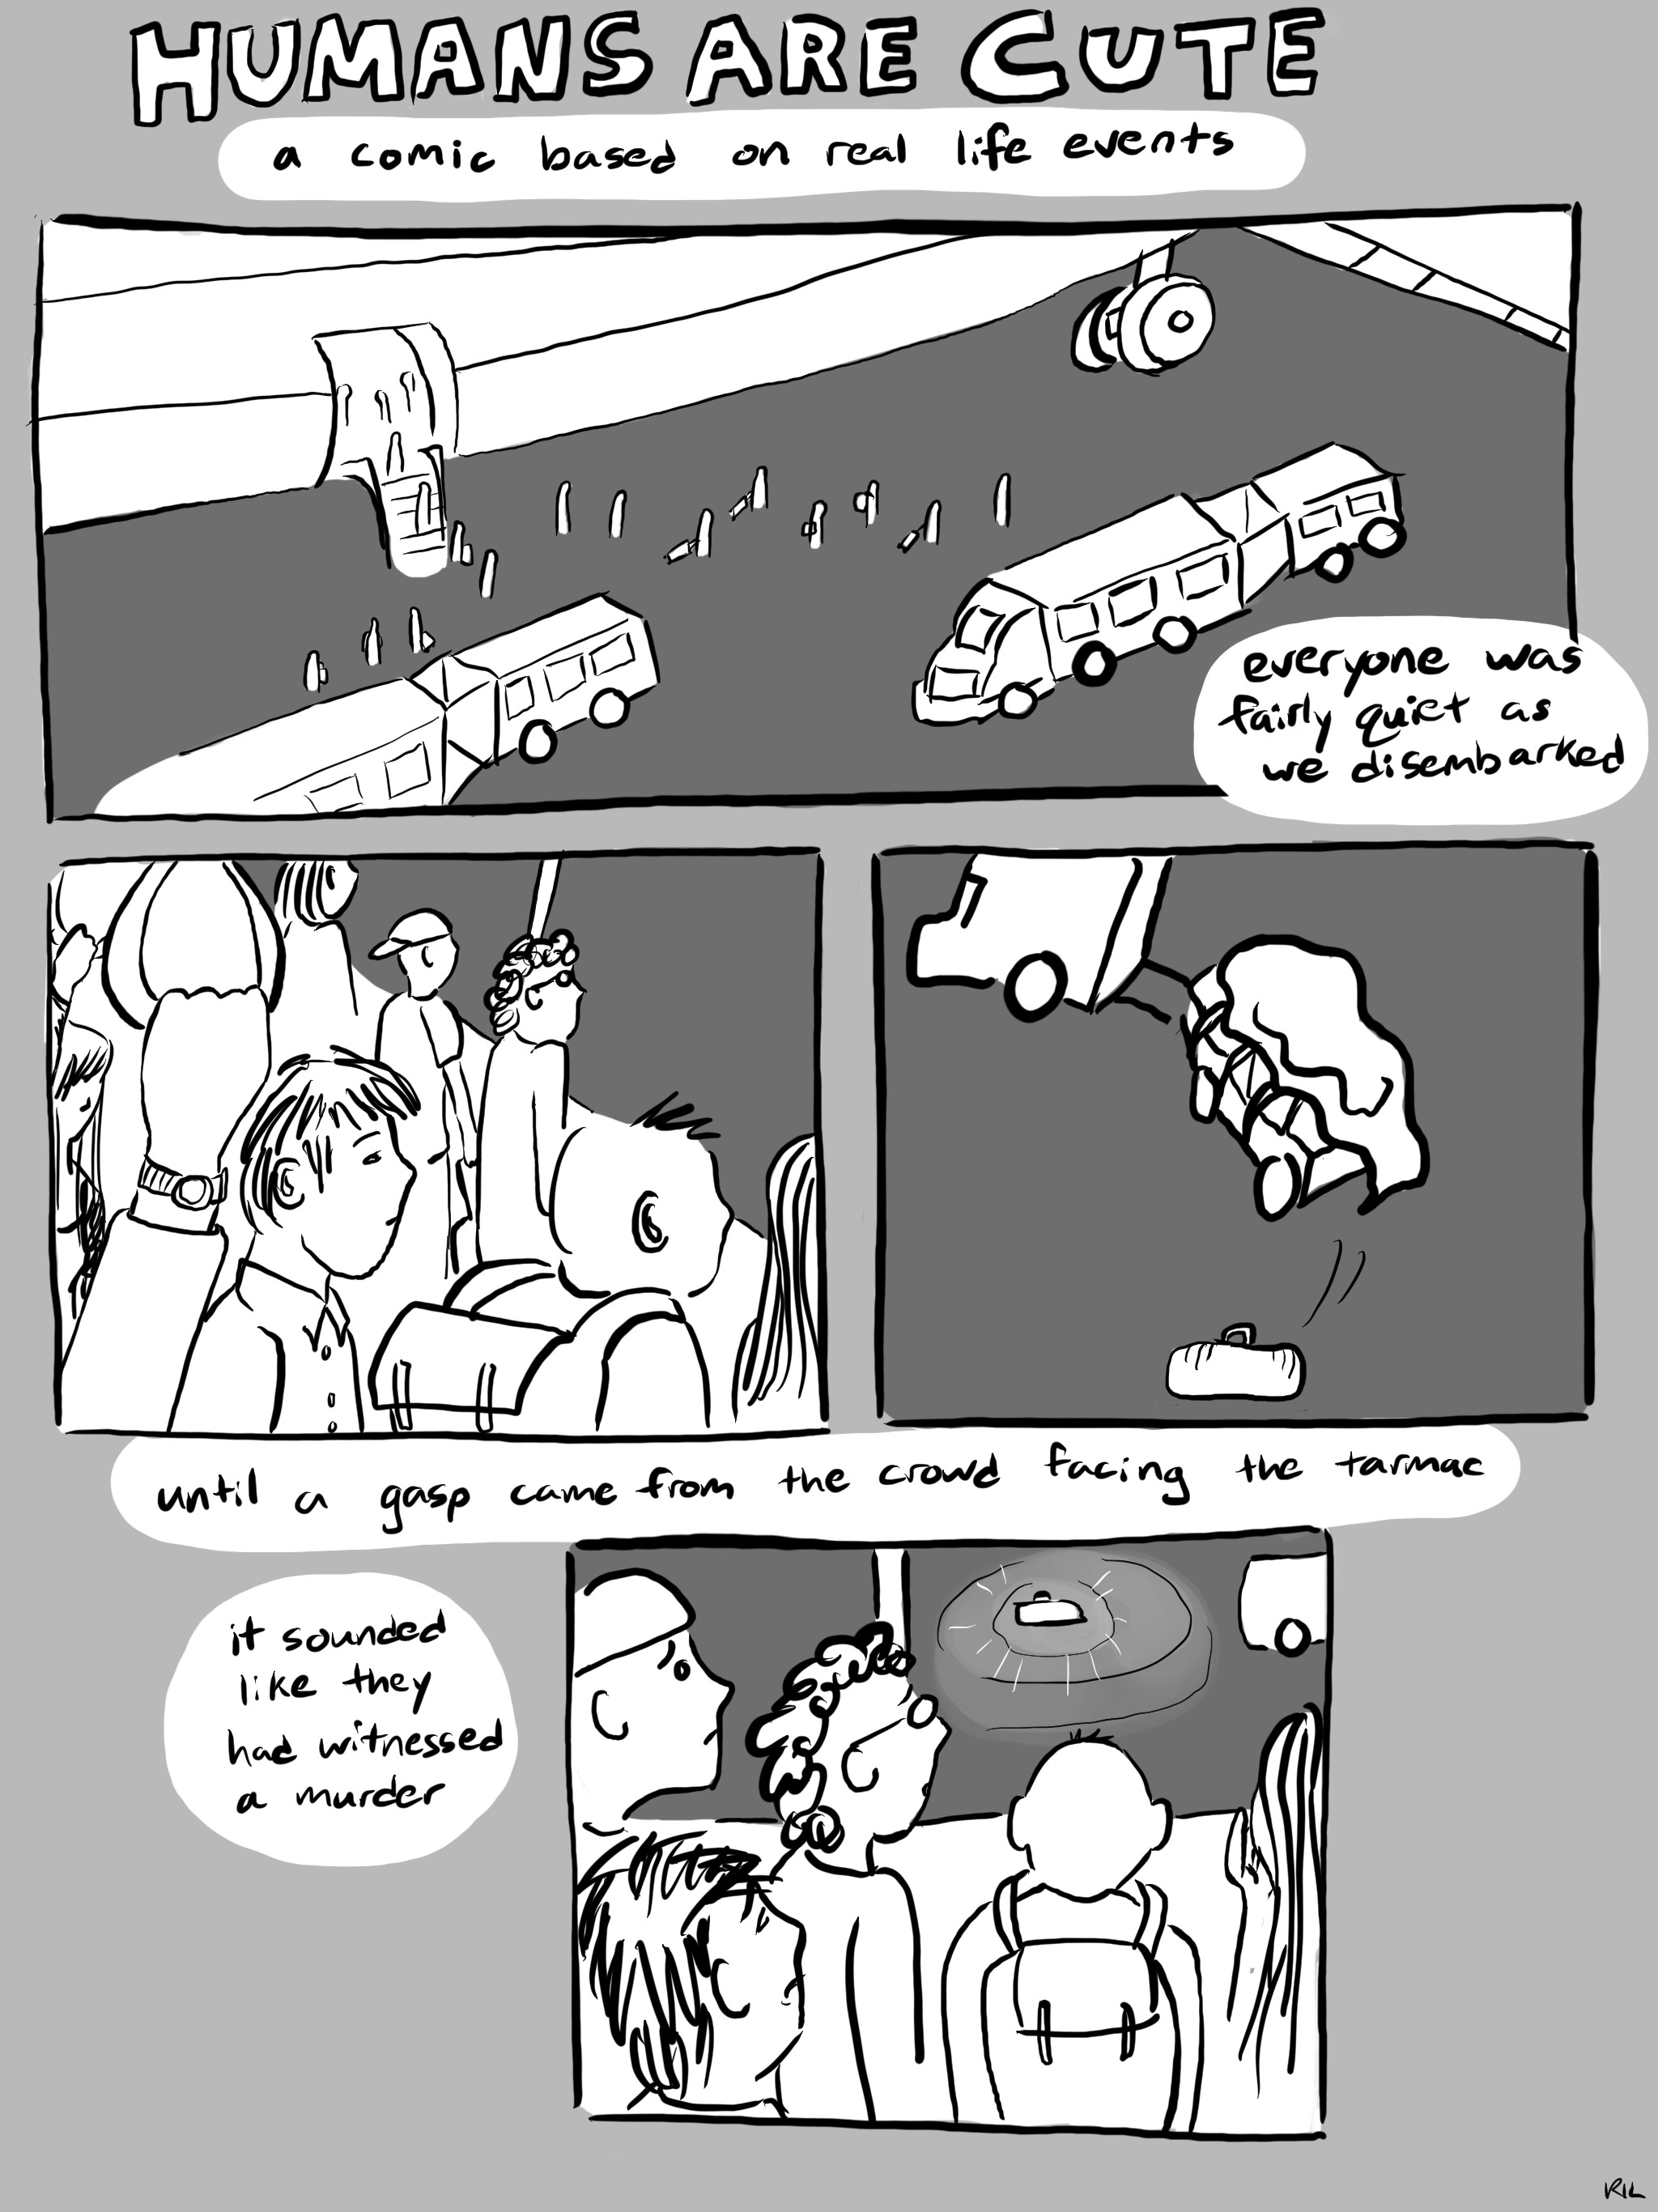 HUMANS ARE CUTE
a comic based on real life events
everyone was
fairly quiet as
we disembarked
until a gasp came from the crowd facing the tarmac
it sounded
like they
had witnessed
a murder